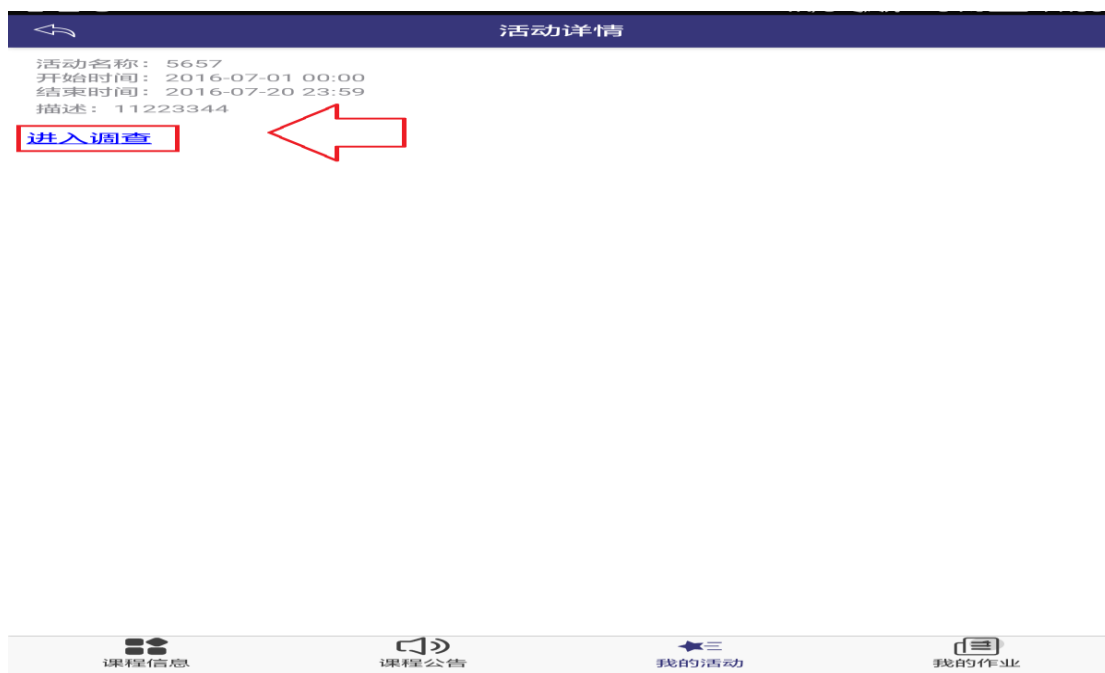 活动详情
活动名称： 5657
开始时间： 2016-07-01 00:00
结束时间： 2016-07-20 23:59
描述： 11223344
进入调查
课程信息
课程公告
我的活动
我的作业